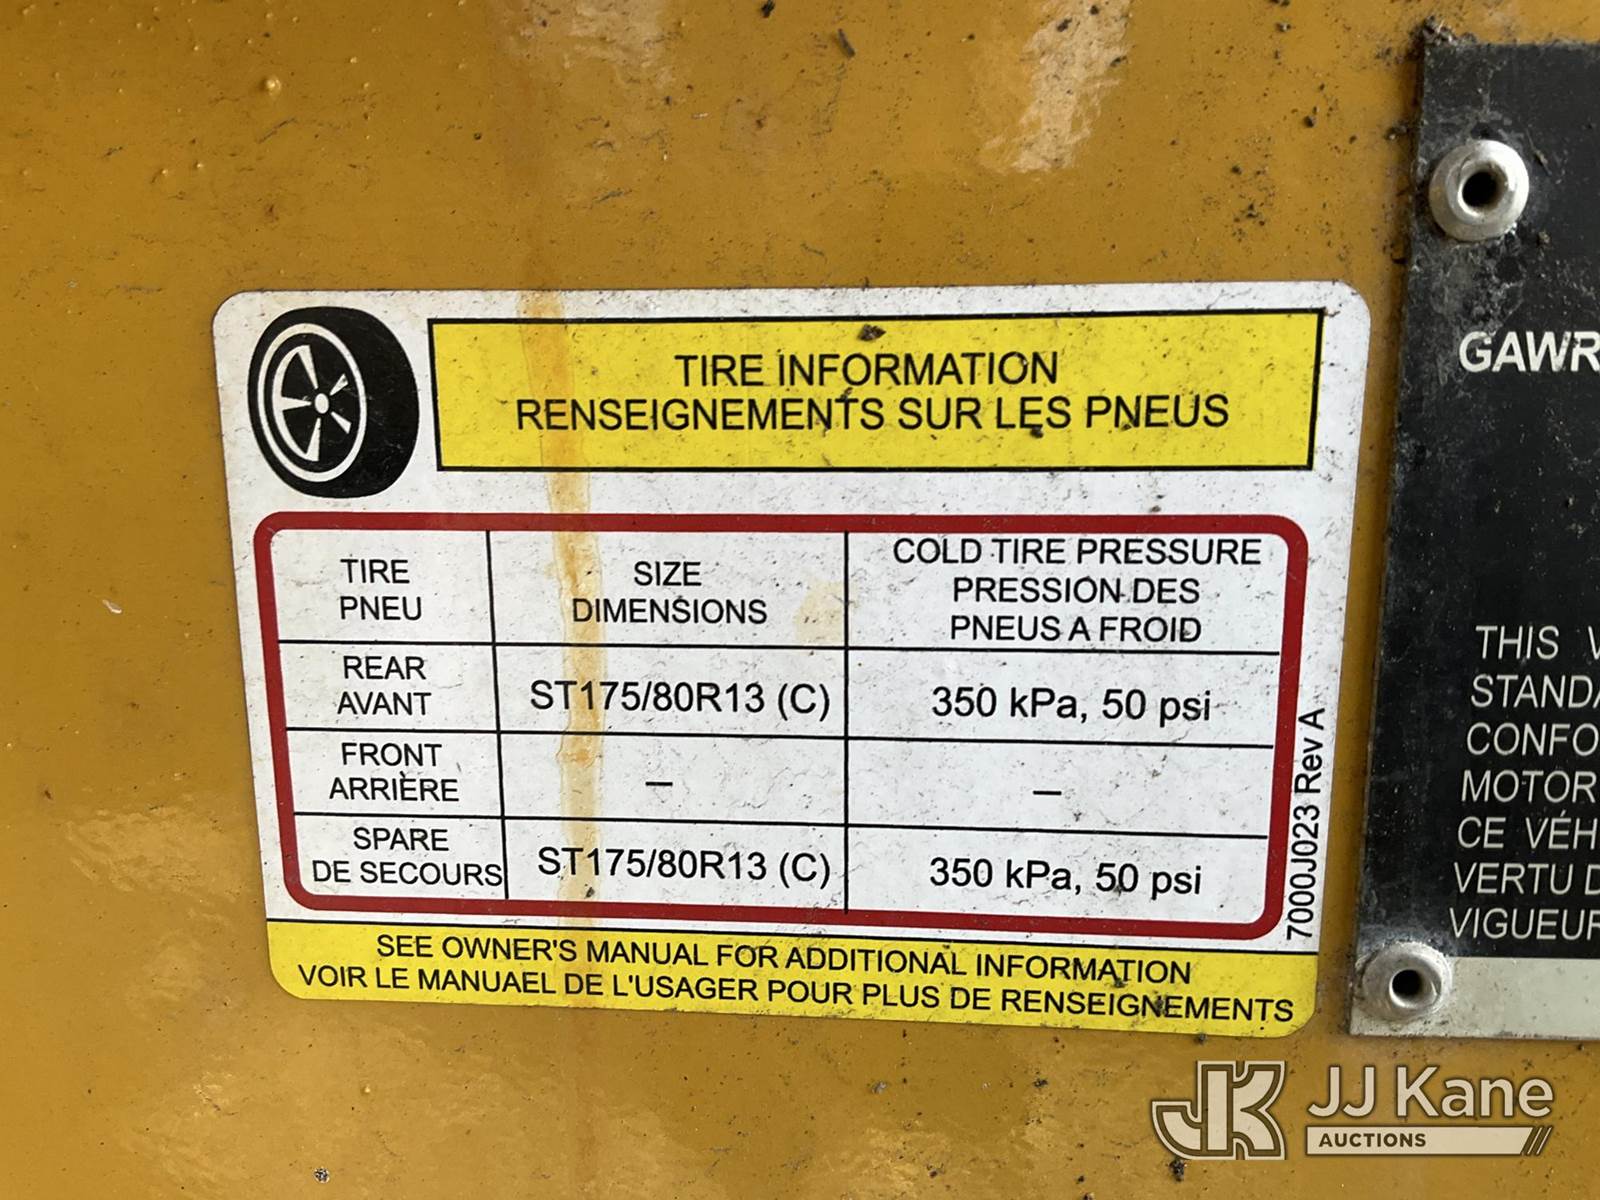 TIRE INFORMATION
RENSEIGNEMENTS SUR LES PNEUS
TIRE
PNEU
SIZE
DIMENSIONS
COLD TIRE PRESSURE
PRESSION DES
PNEUS A FROID
REAR
AVANT
ST175/80R13 (C)
350 kPa, 50 psi
FRONT
ARRIÈRE
–
–
SPARE
DE SECOURS
ST175/80R13 (C)
350 kPa, 50 psi
7000J023 Rev A
SEE OWNER'S MANUAL FOR ADDITIONAL INFORMATION
VOIR LE MANUAEL DE L'USAGER POUR PLUS DE RENSEIGNEMENTS
GAWR
THIS
STANDA
CONFO
MOTOR
CE VÉH
VERTU D
VIGUEUR
JK JJ Kane
AUCTIONS